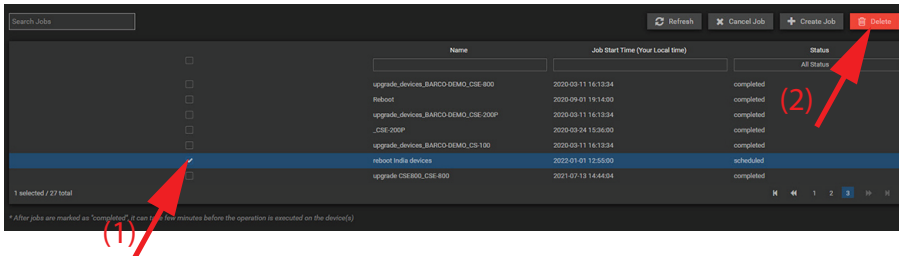 Search Jobs
Refresh Cancel Job Create Job Delete
Name Job Start Time (Your Local time) Status
All Status
upgrade_devices_BARCO-DEMO_CSE-800 2020-03-11 16:13:34 completed
Reboot 2020-09-01 19:14:00 completed
upgrade_devices_BARCO-DEMO_CSE-200P 2020-03-11 16:13:34 completed
_CSE-200P 2020-03-24 15:36:00 completed
upgrade_devices_BARCO-DEMO_CS-100 2020-03-11 16:13:34 completed
reboot India devices 2022-01-01 12:55:00 scheduled
upgrade CSE800_CSE-800 2021-07-13 14:44:04 completed
1 selected / 27 total 1 2 3
* After jobs are marked as "completed", it can take few minutes before the operation is executed on the device(s)
(1)
(2)